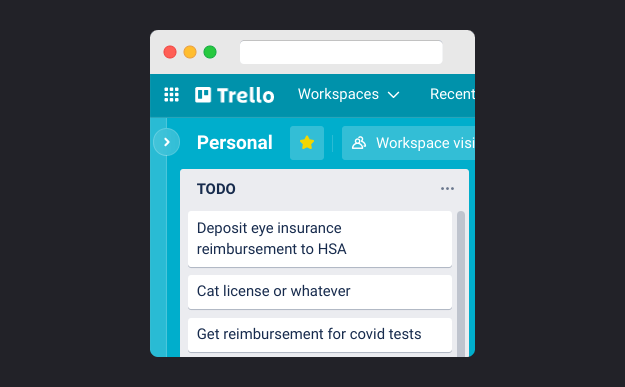 Trello
Workspaces
Recent
Personal
Workspace visi
TODO
Deposit eye insurance
reimbursement to HSA
Cat license or whatever
Get reimbursement for covid tests